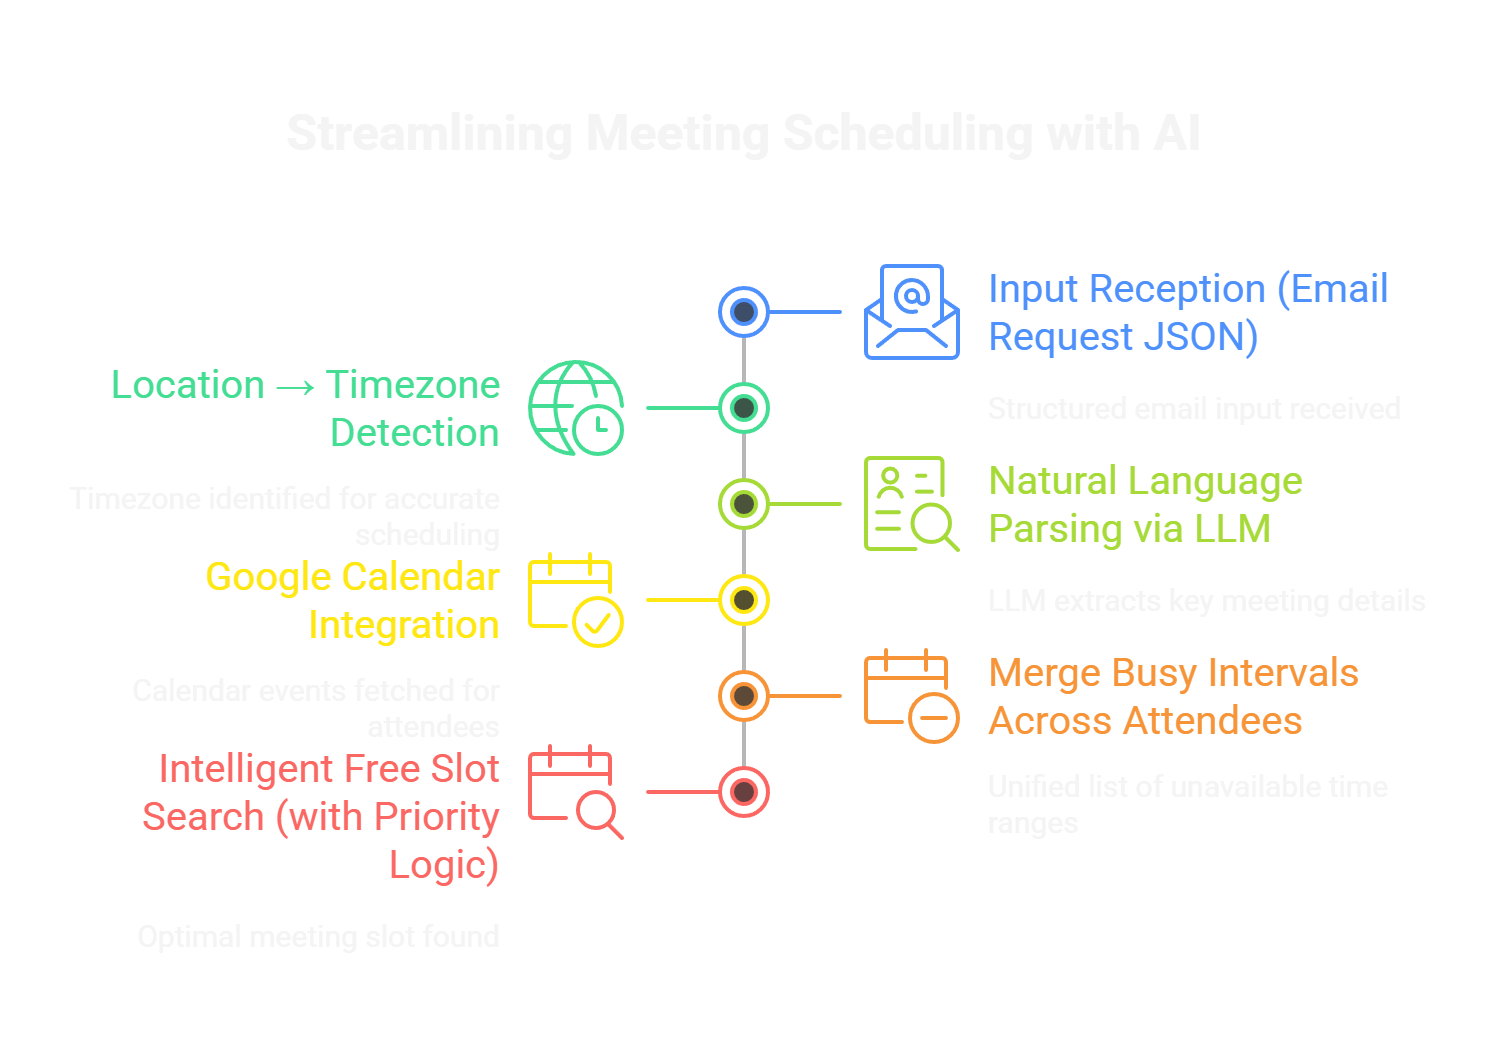 Streamlining Meeting Scheduling with AI
Input Reception (Email
Request JSON)
Structured email input received
Location → Timezone
Detection
Timezone identified for accurate
scheduling
Natural Language
Parsing via LLM
LLM extracts key meeting details
Google Calendar
Integration
Calendar events fetched for
attendees
Merge Busy Intervals
Across Attendees
Unified list of unavailable time
ranges
Intelligent Free Slot
Search (with Priority
Logic)
Optimal meeting slot found